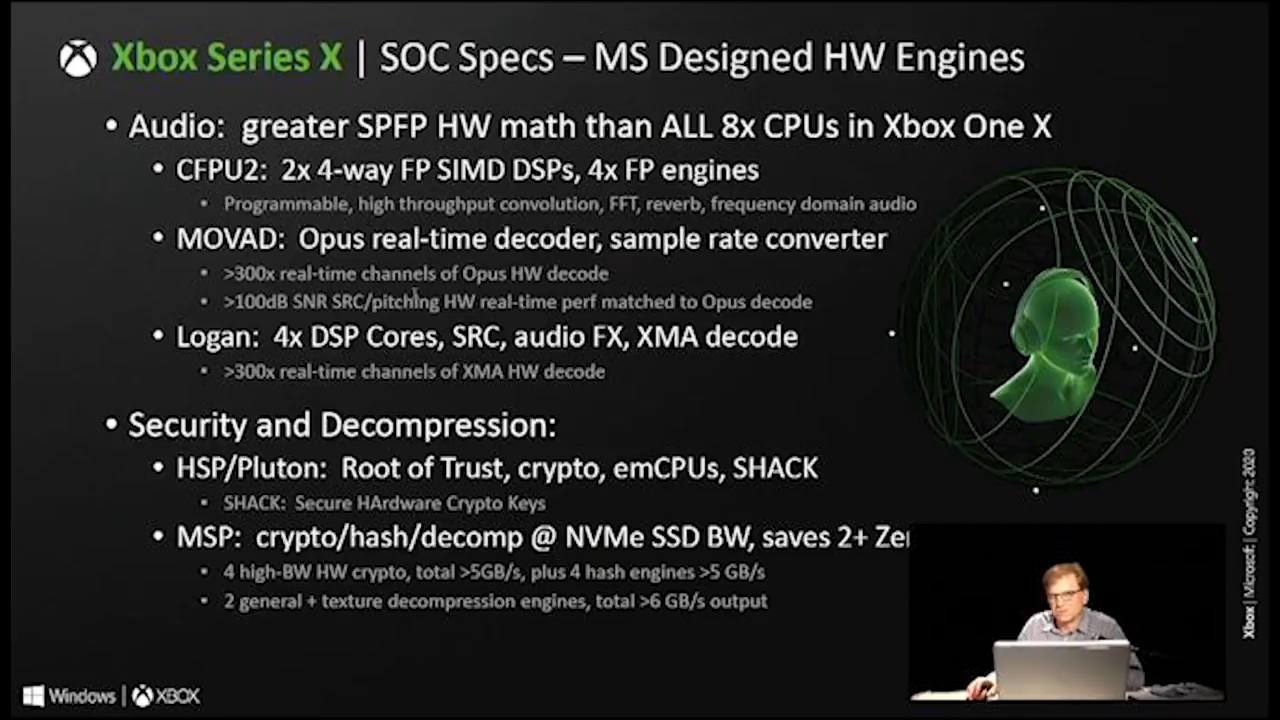 Xbox Series X | SOC Specs – MS Designed HW Engines
• Audio: greater SPFP HW math than ALL 8x CPUs in Xbox One X
• CFPU2: 2x 4-way FP SIMD DSPs, 4x FP engines
• Programmable, high throughput convolution, FFT, reverb, frequency domain audio
• MOVAD: Opus real-time decoder, sample rate converter
• >300x real-time channels of Opus HW decode
• >100dB SNR SRC/pitching HW real-time perf matched to Opus decode
• Logan: 4x DSP Cores, SRC, audio FX, XMA decode
• >300x real-time channels of XMA HW decode
• Security and Decompression:
• HSP/Pluton: Root of Trust, crypto, emCPUs, SHACK
• SHACK: Secure HArdware Crypto Keys
• MSP: crypto/hash/decomp @ NVMe SSD BW, saves 2+
• 4 high-BW HW crypto, total >5GB/s, plus 4 hash engines >5 GB/s
• 2 general + texture decompression engines, total >6 GB/s output
Xbox | Microsoft | Copyright 2020
Windows | XBOX